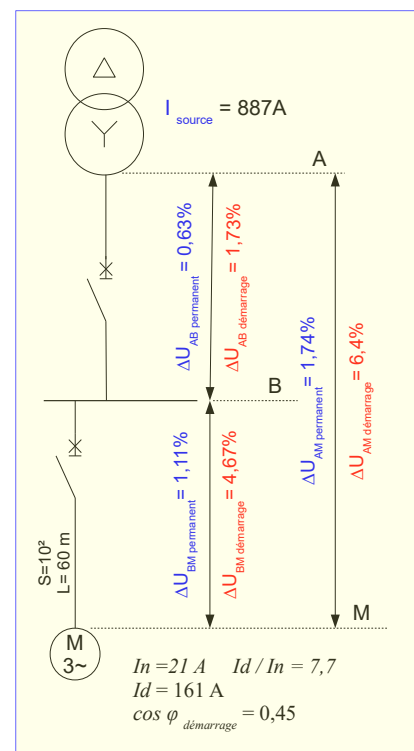 I source = 887A
A
ΔU AB permanent = 0,63%
ΔU AB démarrage = 1,73%
ΔU AM permanent = 1,74%
ΔU AM démarrage = 6,4%
B
ΔU BM permanent = 1,11%
ΔU BM démarrage = 4,67%
S=10²
L= 60 m
M
M
3~
In =21 A Id / In = 7,7
Id = 161 A
cos φ démarrage = 0,45